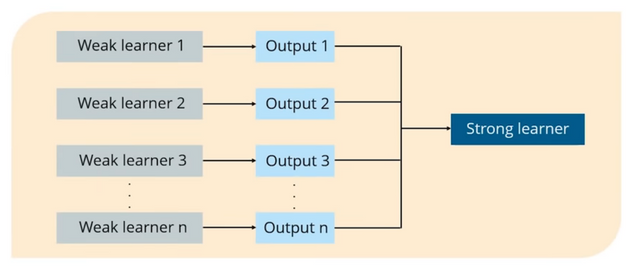 Weak learner 1
Output 1
Weak learner 2
Output 2
Strong learner
Weak learner 3
Output 3
Weak learner n
Output n